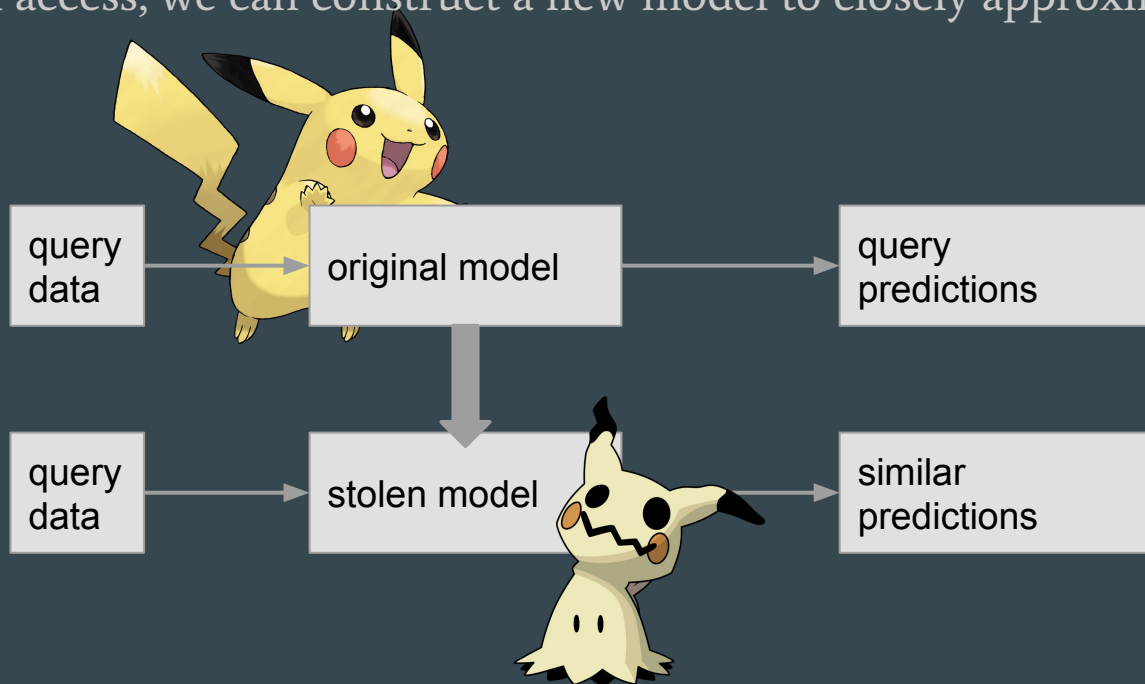 access, we can construct a new model to closely
query
data
original model
query
predictions
query
data
stolen model
similar
predictions